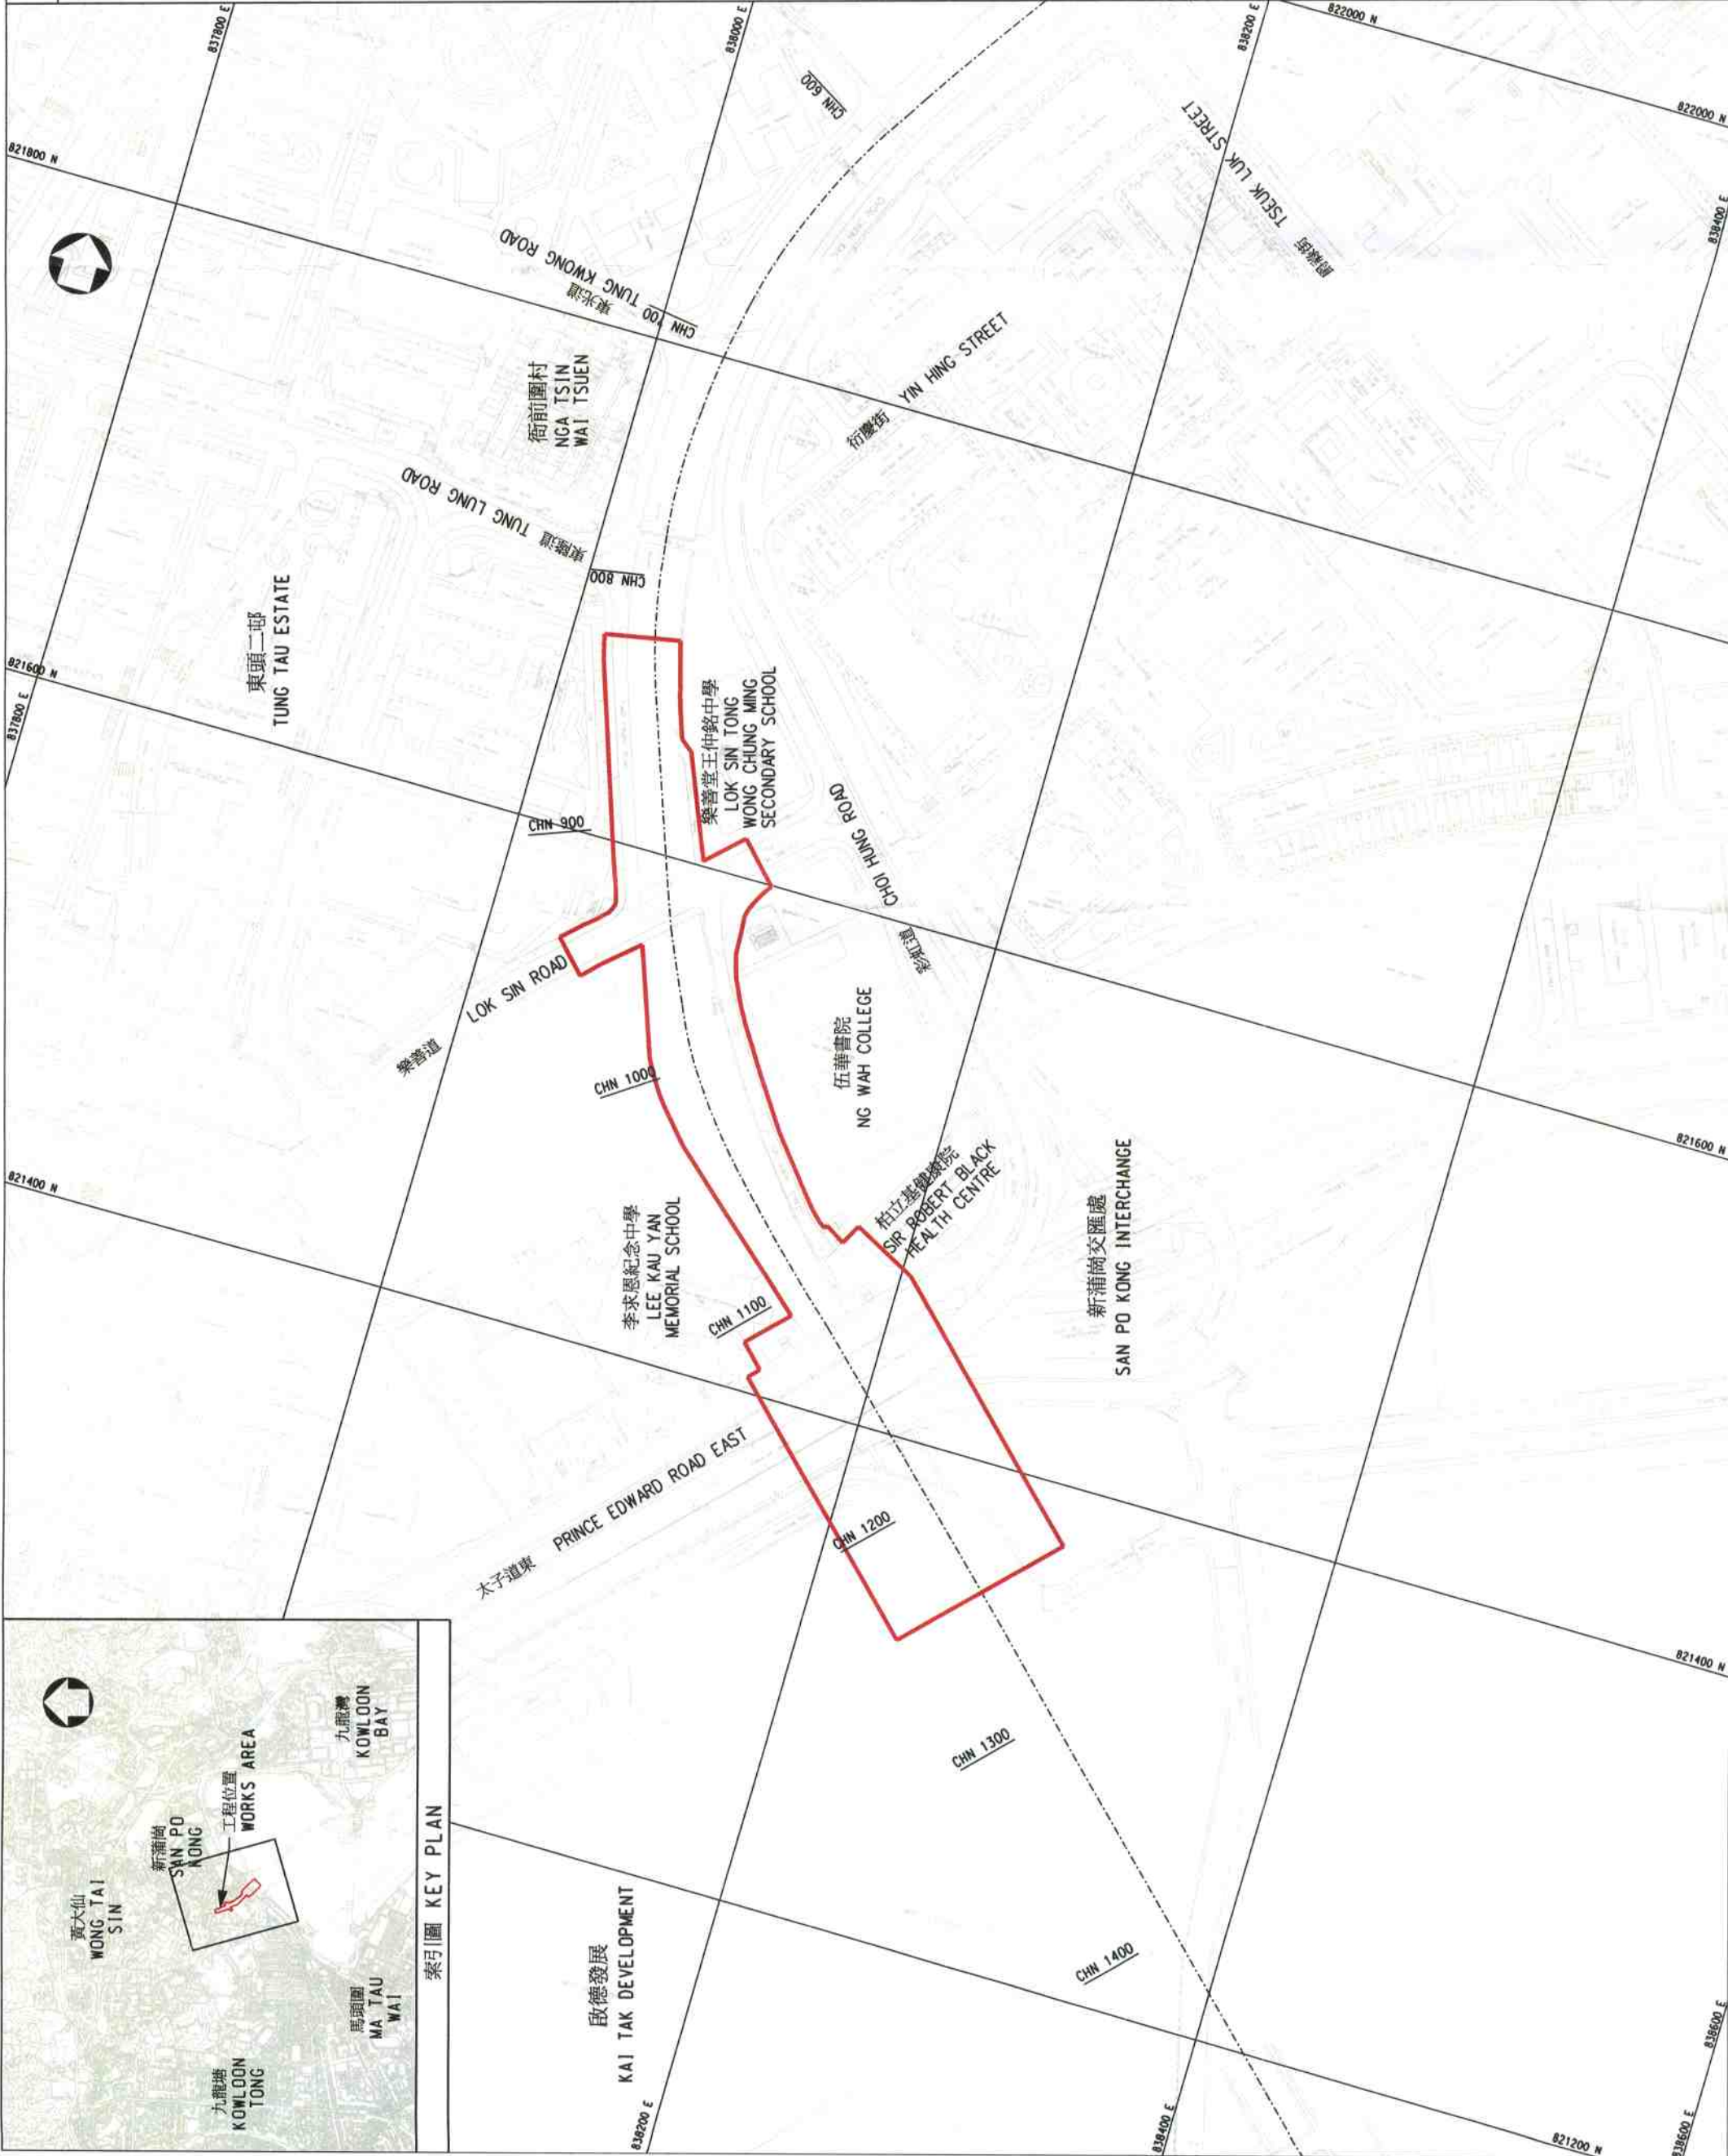 837800 E
838000 E
838200 E
822000 N
821800 N
822000 N
838400 E
CHN 600
TSEUK LUK STREET
爵祿街
東光道 TUNG KWONG ROAD
CHN 700
衙前圍村
NGA TSIN
WAI TSUEN
衍慶街 YIN HING STREET
東隆道 TUNG LUNG ROAD
CHN 800
東頭二邨
TUNG TAU ESTATE
821600 N
837800 E
樂善堂王仲銘中學
LOK SIN TONG
WONG CHUNG MING
SECONDARY SCHOOL
CHN 900
彩虹道 CHOI HUNG ROAD
樂善道 LOK SIN ROAD
CHN 1000
伍華書院
NG WAH COLLEGE
821600 N
821400 N
柏立基健康院
SIR ROBERT BLACK
HEALTH CENTRE
李求恩紀念中學
LEE KAU YAN
MEMORIAL SCHOOL
CHN 1100
新蒲崗交匯處
SAN PO KONG INTERCHANGE
太子道東 PRINCE EDWARD ROAD EAST
CHN 1200
821400 N
CHN 1300
CHN 1400
啟德發展
KAI TAK DEVELOPMENT
838200 E
838400 E
821200 N
838600 E
838600 E
黃大仙
WONG TAI
SIN
新蒲崗
SAN PO
KONG
工程位置
WORKS AREA
九龍灣
KOWLOON
BAY
馬頭圍
MA TAU
WAI
九龍塘
KOWLOON
TONG
索引圖 KEY PLAN